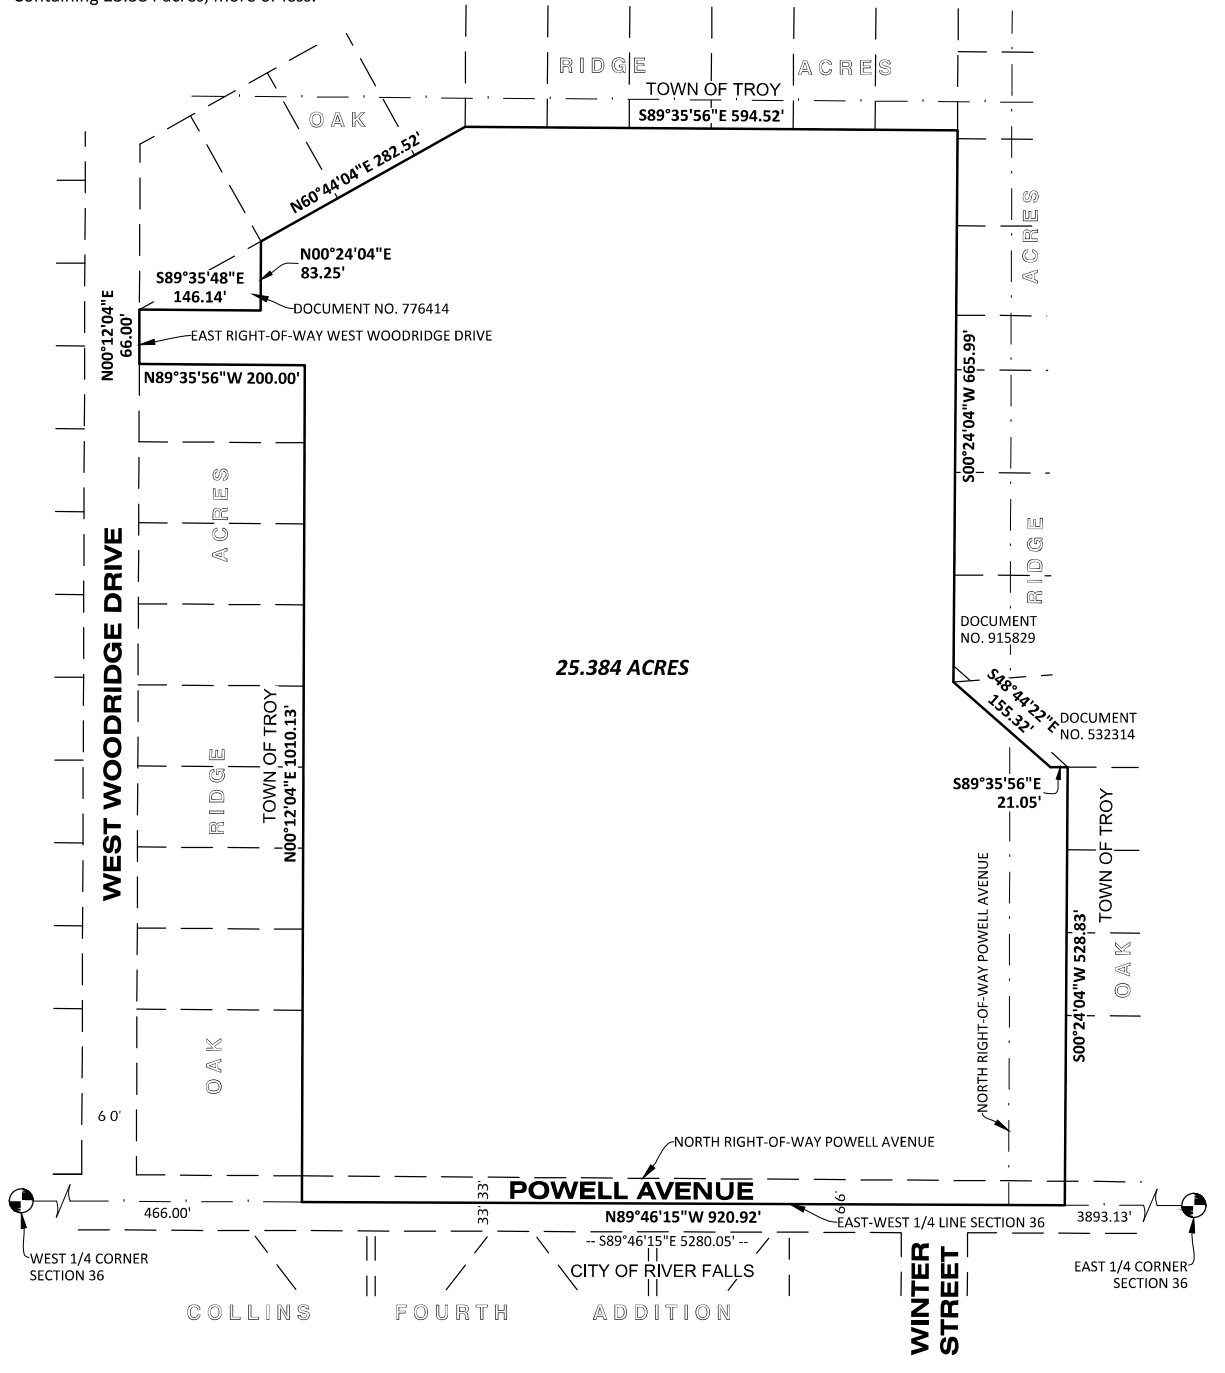 RIDGE ACRES
TOWN OF TROY
S89°35'56"E 594.52'
OAK
N60°44'04"E 282.52'
N00°24'04"E
83.25'
S89°35'48"E
146.14'
DOCUMENT NO. 776414
N00°12'04"E
66.00'
EAST RIGHT-OF-WAY WEST WOODRIDGE DRIVE
N89°35'56"W 200.00'
ACRES
S00°24'04"W 665.99'
RIDGE
ACRES
WEST WOODRIDGE DRIVE
RIDGE
OAK
TOWN OF TROY
N00°12'04"E 1010.13'
25.384 ACRES
DOCUMENT
NO. 915829
S48°44'22"E
155.32'
DOCUMENT
NO. 532314
S89°35'56"E
21.05'
TOWN OF TROY
OAK
S00°24'04"W 528.83'
NORTH RIGHT-OF-WAY POWELL AVENUE
60'
NORTH RIGHT-OF-WAY POWELL AVENUE
33'
33'
POWELL AVENUE
66'
466.00'
N89°46'15"W 920.92'
EAST-WEST 1/4 LINE SECTION 36
3893.13'
-- S89°46'15"E 5280.05' --
WEST 1/4 CORNER
SECTION 36
CITY OF RIVER FALLS
EAST 1/4 CORNER
SECTION 36
COLLINS FOURTH ADDITION
WINTER
STREET